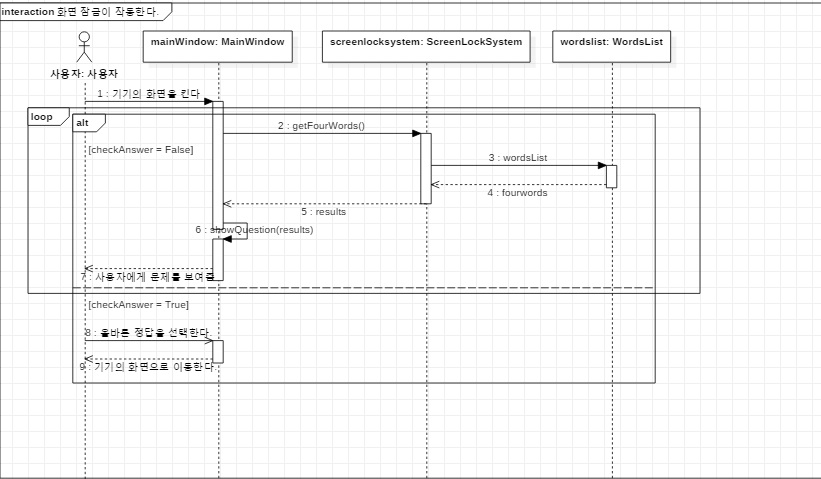 interaction 화면 잠금이 작동한다.
mainWindow: MainWindow
screenlocksystem: ScreenLockSystem
wordslist: WordsList
사용자: 사용자
1 : 기기의 화면을 킨다
loop
alt
2 : getFourWords()
[checkAnswer = False]
3 : wordsList
4 : fourwords
5 : results
6 : showQuestion(results)
7 : 사용자에게 문제를 보여줌
[checkAnswer = True]
8 : 올바른 정답을 선택한다.
9 : 기기의 화면으로 이동한다